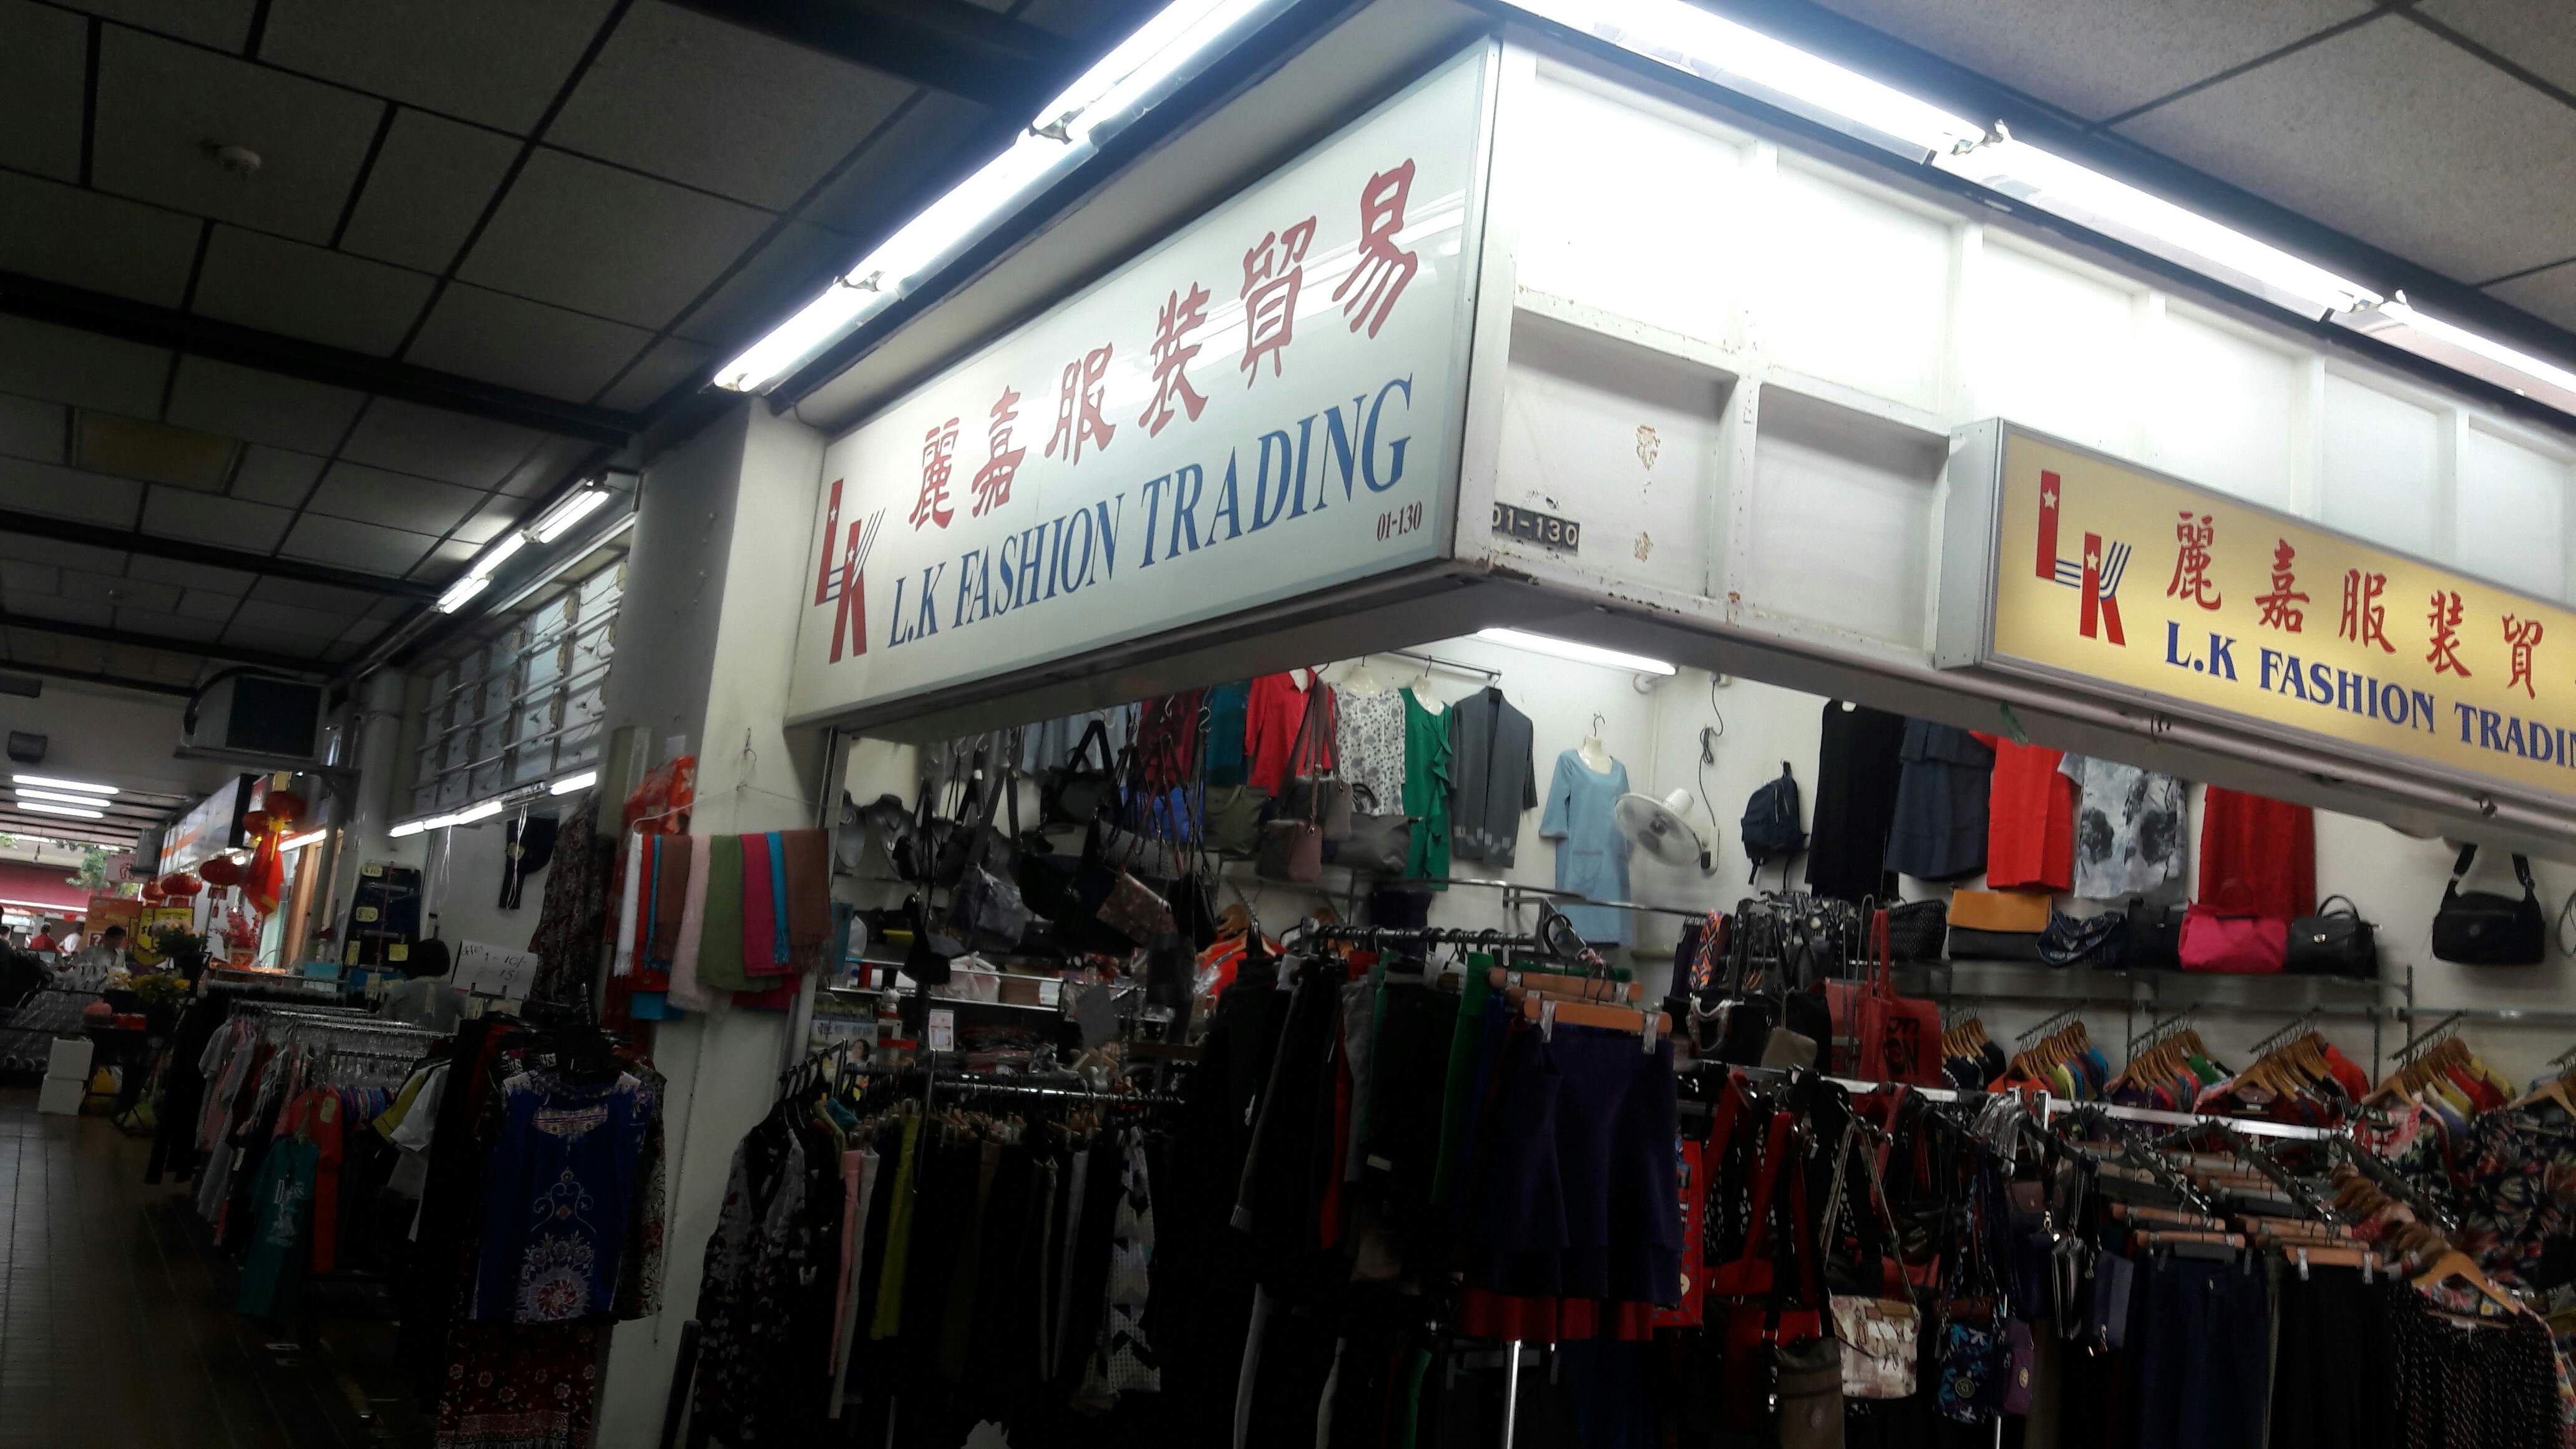 麗嘉服裝貿易
LK
L.K FASHION TRADING
01-130
01-130
LK
麗嘉服裝貿
L.K FASHION TRADIN